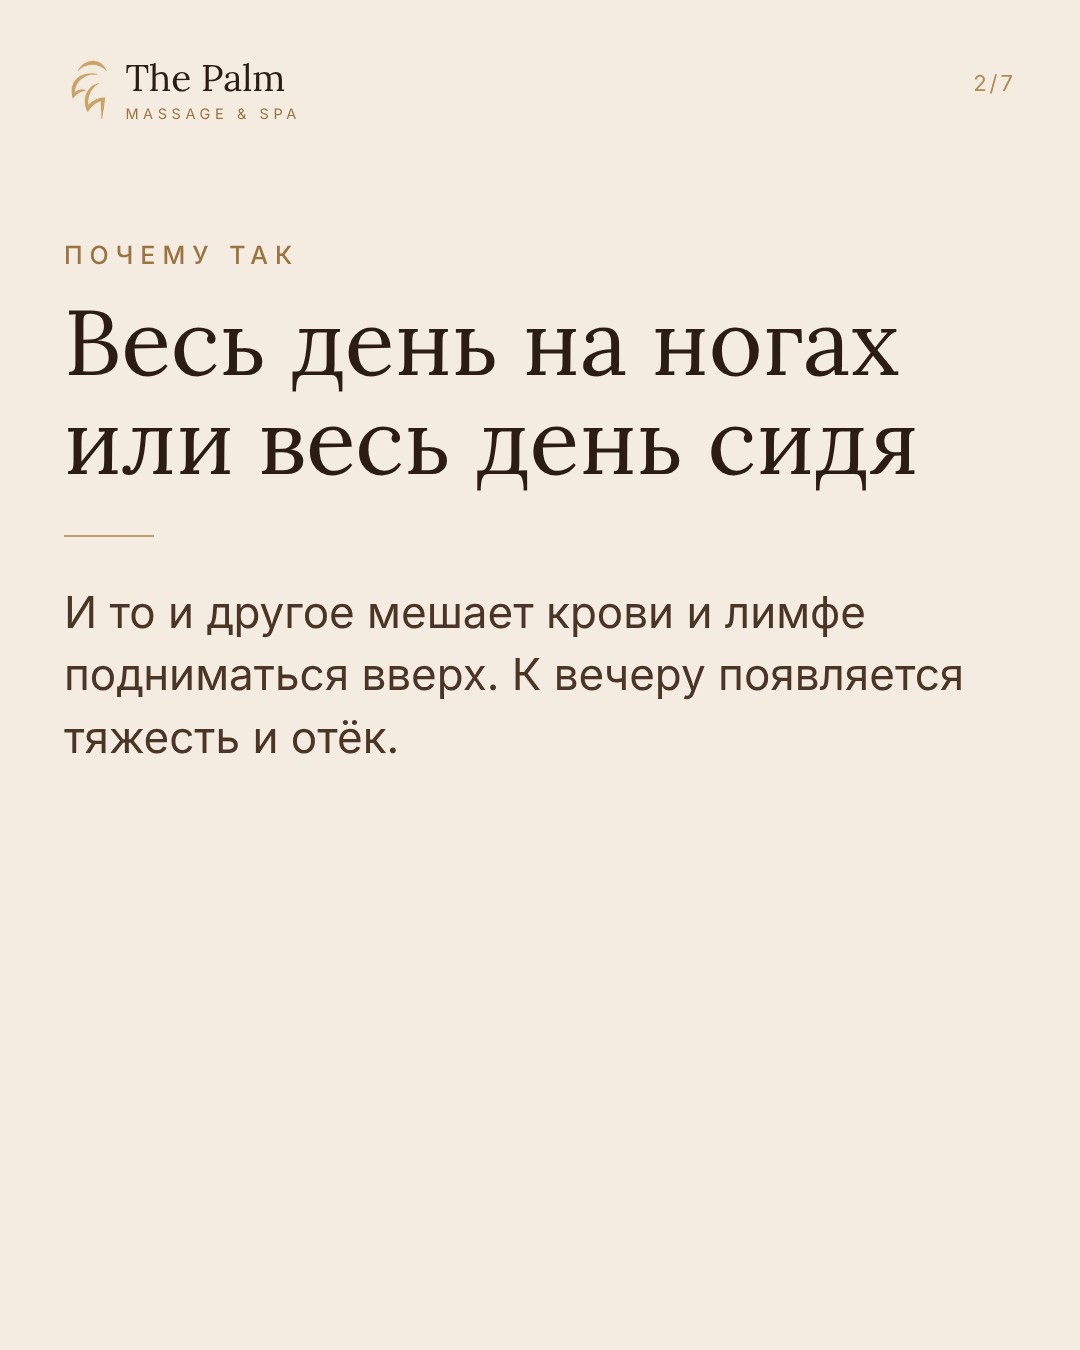 The Palm
MASSAGE & SPA
2/7
ПОЧЕМУ ТАК
Весь день на ногах
или весь день сидя
И то и другое мешает крови и лимфе
подниматься вверх. К вечеру появляется
тяжесть и отёк.